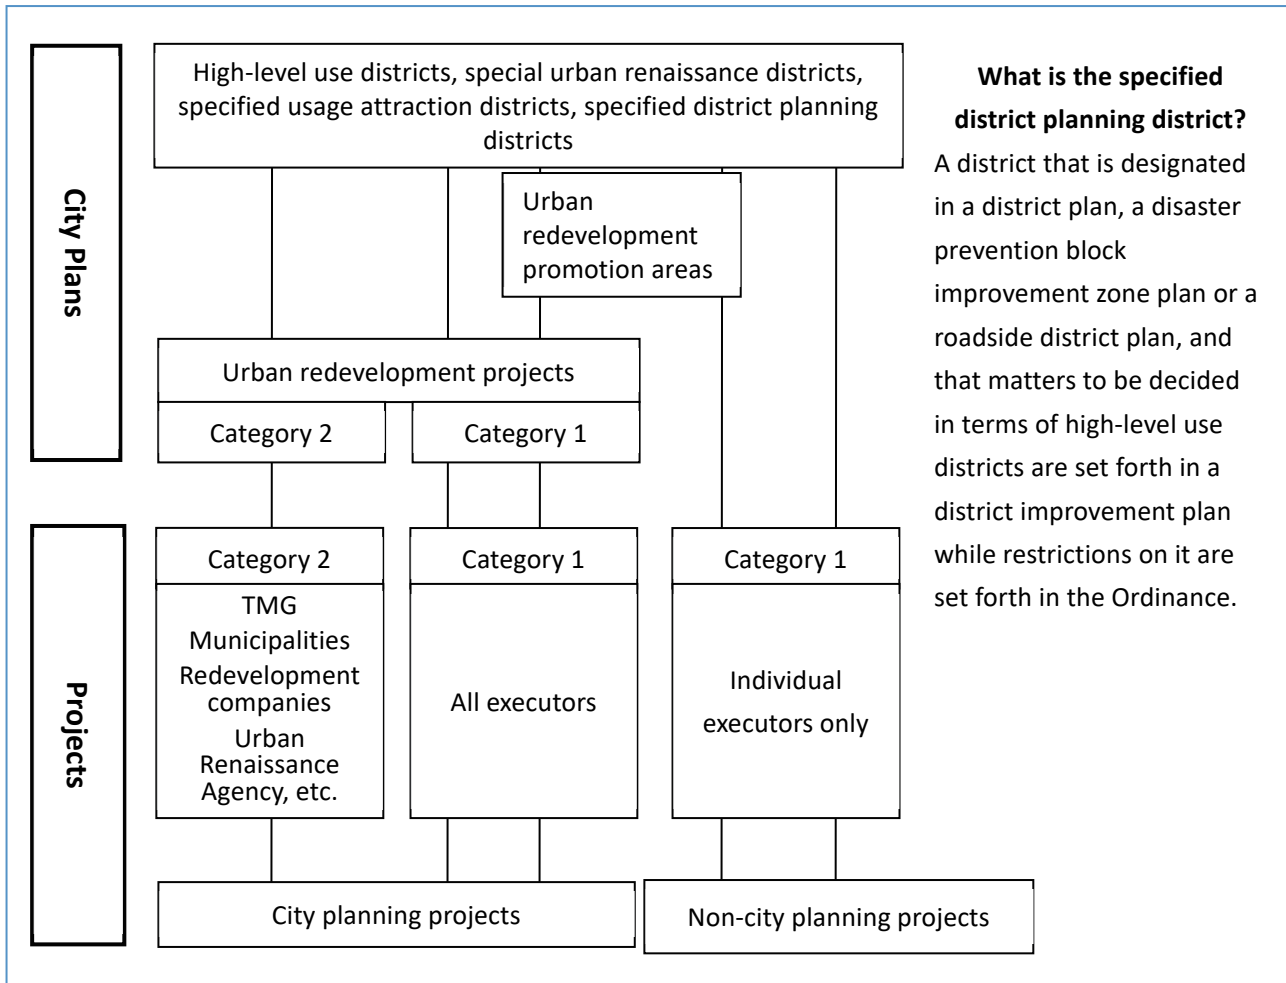 City Plans
High-level use districts, special urban renaissance districts,
specified usage attraction districts, specified district planning
districts
Urban
redevelopment
promotion areas
Urban redevelopment projects
Category 2
Category 1
Projects
Category 2
TMG
Municipalities
Redevelopment
companies
Urban
Renaissance
Agency, etc.
Category 1
All executors
Category 1
Individual
executors only
City planning projects
Non-city planning projects
What is the specified
district planning district?
A district that is designated
in a district plan, a disaster
prevention block
improvement zone plan or a
roadside district plan, and
that matters to be decided
in terms of high-level use
districts are set forth in a
district improvement plan
while restrictions on it are
set forth in the Ordinance.